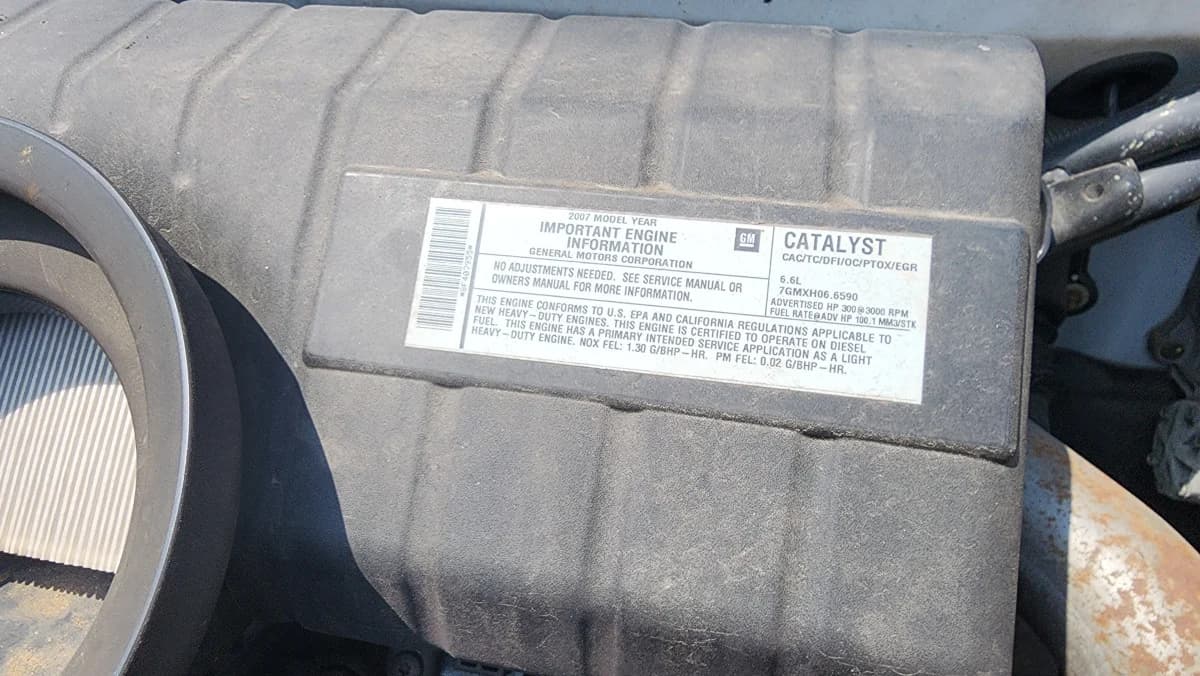 2007 MODEL YEAR
IMPORTANT ENGINE
INFORMATION
GENERAL MOTORS CORPORATION
GM
NO ADJUSTMENTS NEEDED. SEE SERVICE MANUAL OR
OWNERS MANUAL FOR MORE INFORMATION.
CATALYST
CAC/TC/DFI/OC/PTOX/EGR
6.6L
7GMXH06.6590
ADVERTISED HP 300@3000 RPM
FUEL RATE@ADV HP 100.1 MM3/STK
THIS ENGINE CONFORMS TO U.S. EPA AND CALIFORNIA REGULATIONS APPLICABLE TO
NEW HEAVY-DUTY ENGINES. THIS ENGINE IS CERTIFIED TO OPERATE ON DIESEL
FUEL. THIS ENGINE HAS A PRIMARY INTENDED SERVICE APPLICATION AS A LIGHT
HEAVY-DUTY ENGINE. NOX FEL: 1.30 G/BHP-HR. PM FEL: 0.02 G/BHP-HR.